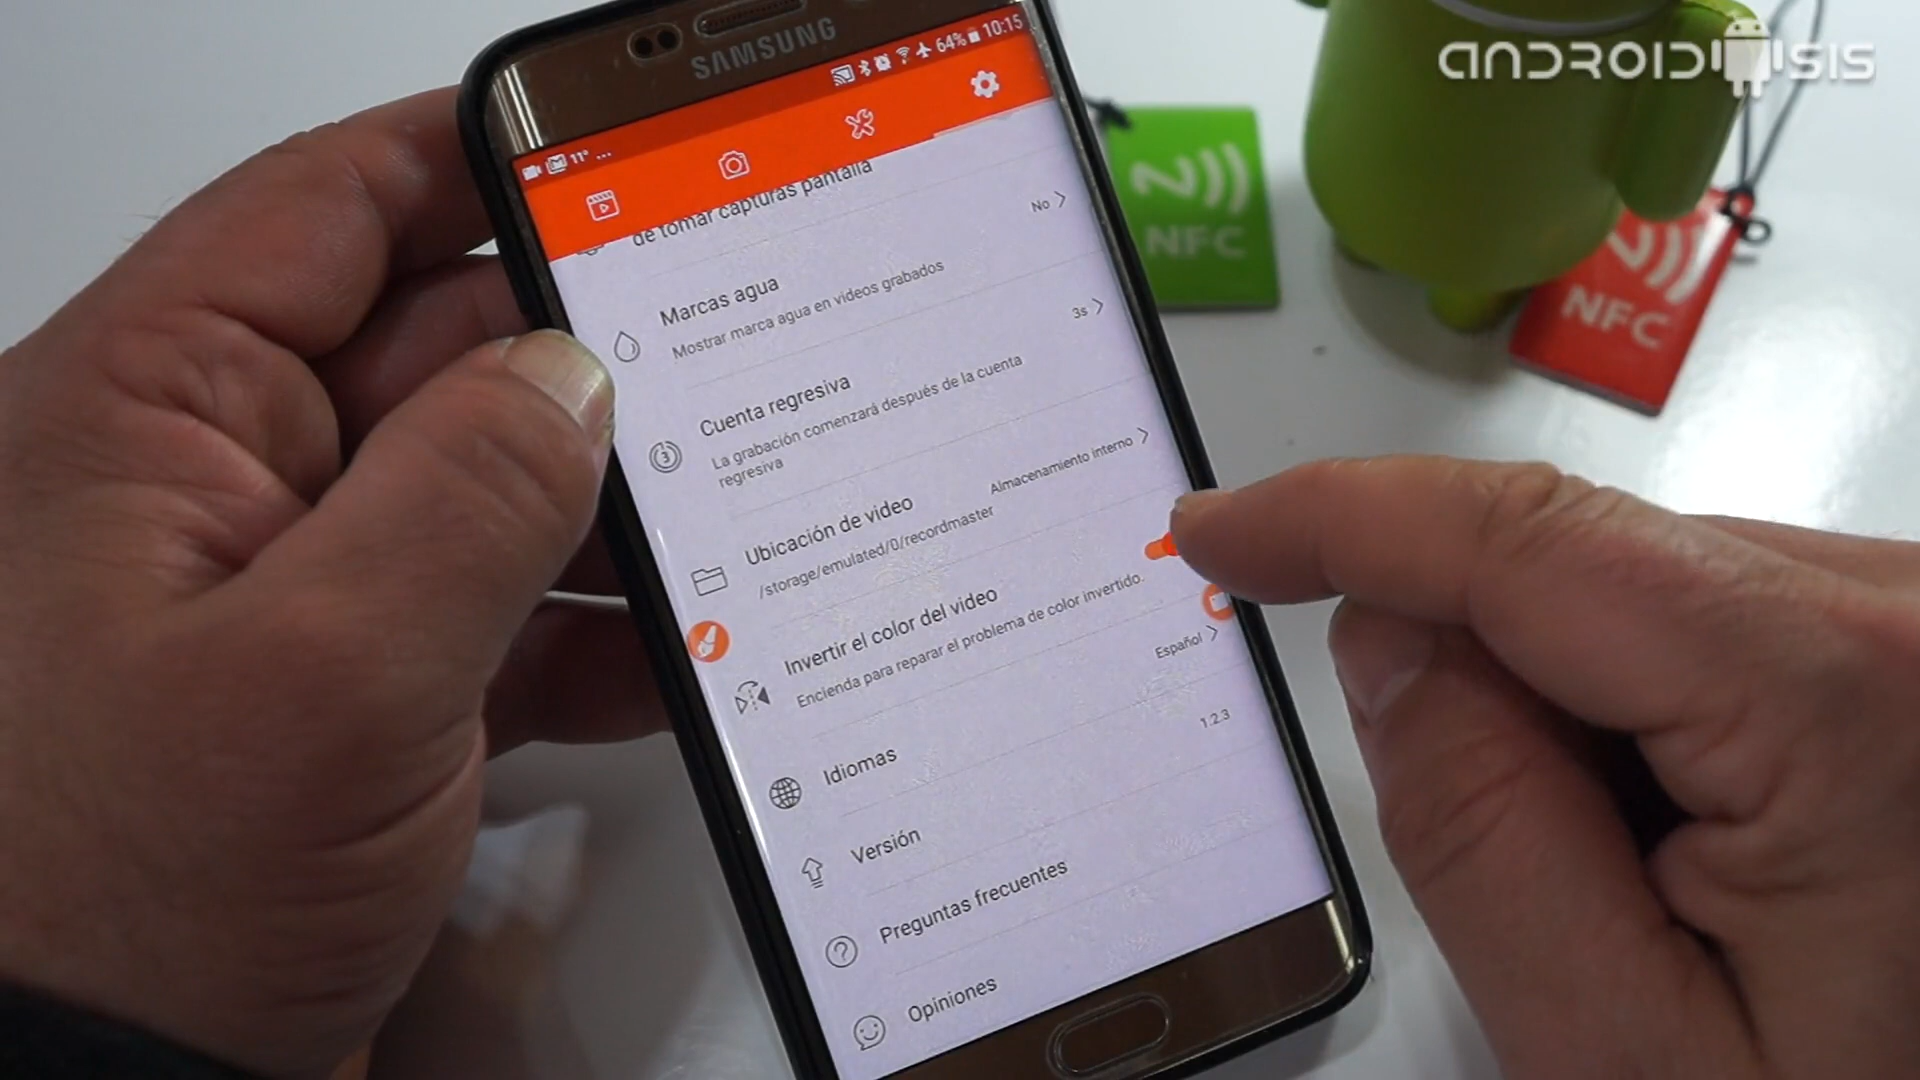 ANDROIDSIS
SAMSUNG
11° ... 64% 10:15
de tomar capturas pantalla
Marcas agua
No
Mostrar marca agua en videos grabados
Cuenta regresiva
3s
La grabación comenzará después de la cuenta
regresiva
Ubicación de video
Almacenamiento interno
/storage/emulated/0/recordmaster
Invertir el color del video
Encienda para reparar el problema de color invertido.
Idiomas
Español
Versión
1.2.3
Preguntas frecuentes
Opiniones
NFC
NFC